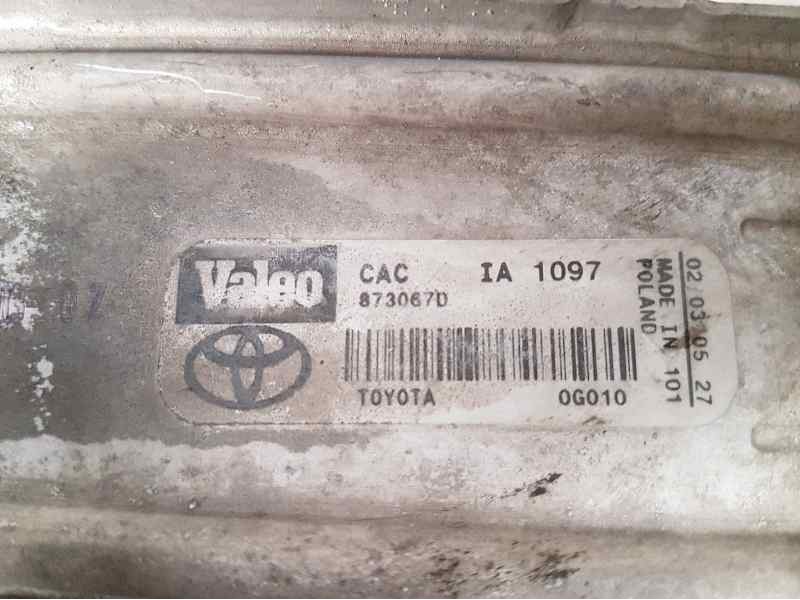 Valeo
CAC IA 1097
873067D
TOYOTA 0G010
02/03/05 27
MADE IN 101
POLAND